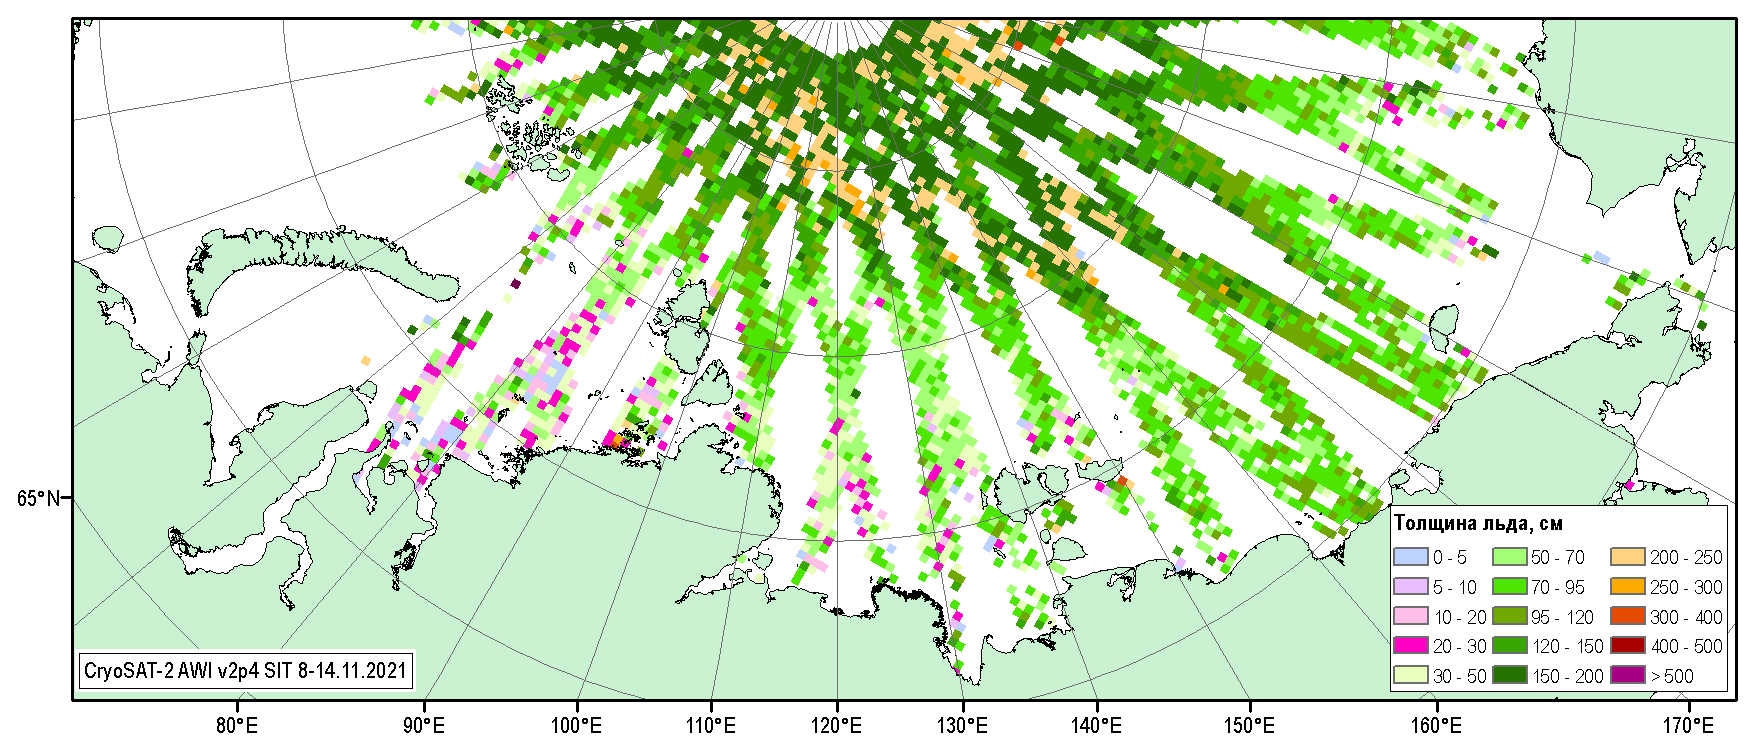 65°N
Толщина льда, см
0 - 5
50 - 70
200 - 250
5 - 10
70 - 95
250 - 300
10 - 20
95 - 120
300 - 400
20 - 30
120 - 150
400 - 500
30 - 50
150 - 200
> 500
CryoSAT-2 AWI v2p4 SIT 8-14.11.2021
80°E
90°E
100°E
110°E
120°E
130°E
140°E
150°E
160°E
170°E